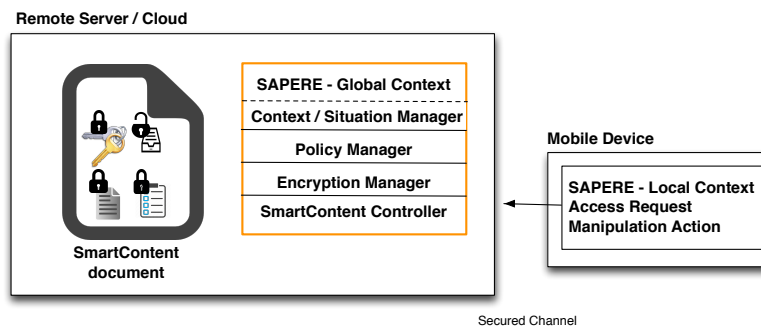 Remote Server / Cloud
SAPERE - Global Context
Context / Situation Manager
Policy Manager
Encryption Manager
SmartContent Controller
SmartContent
document
Mobile Device
SAPERE - Local Context
Access Request
Manipulation Action
Secured Channel